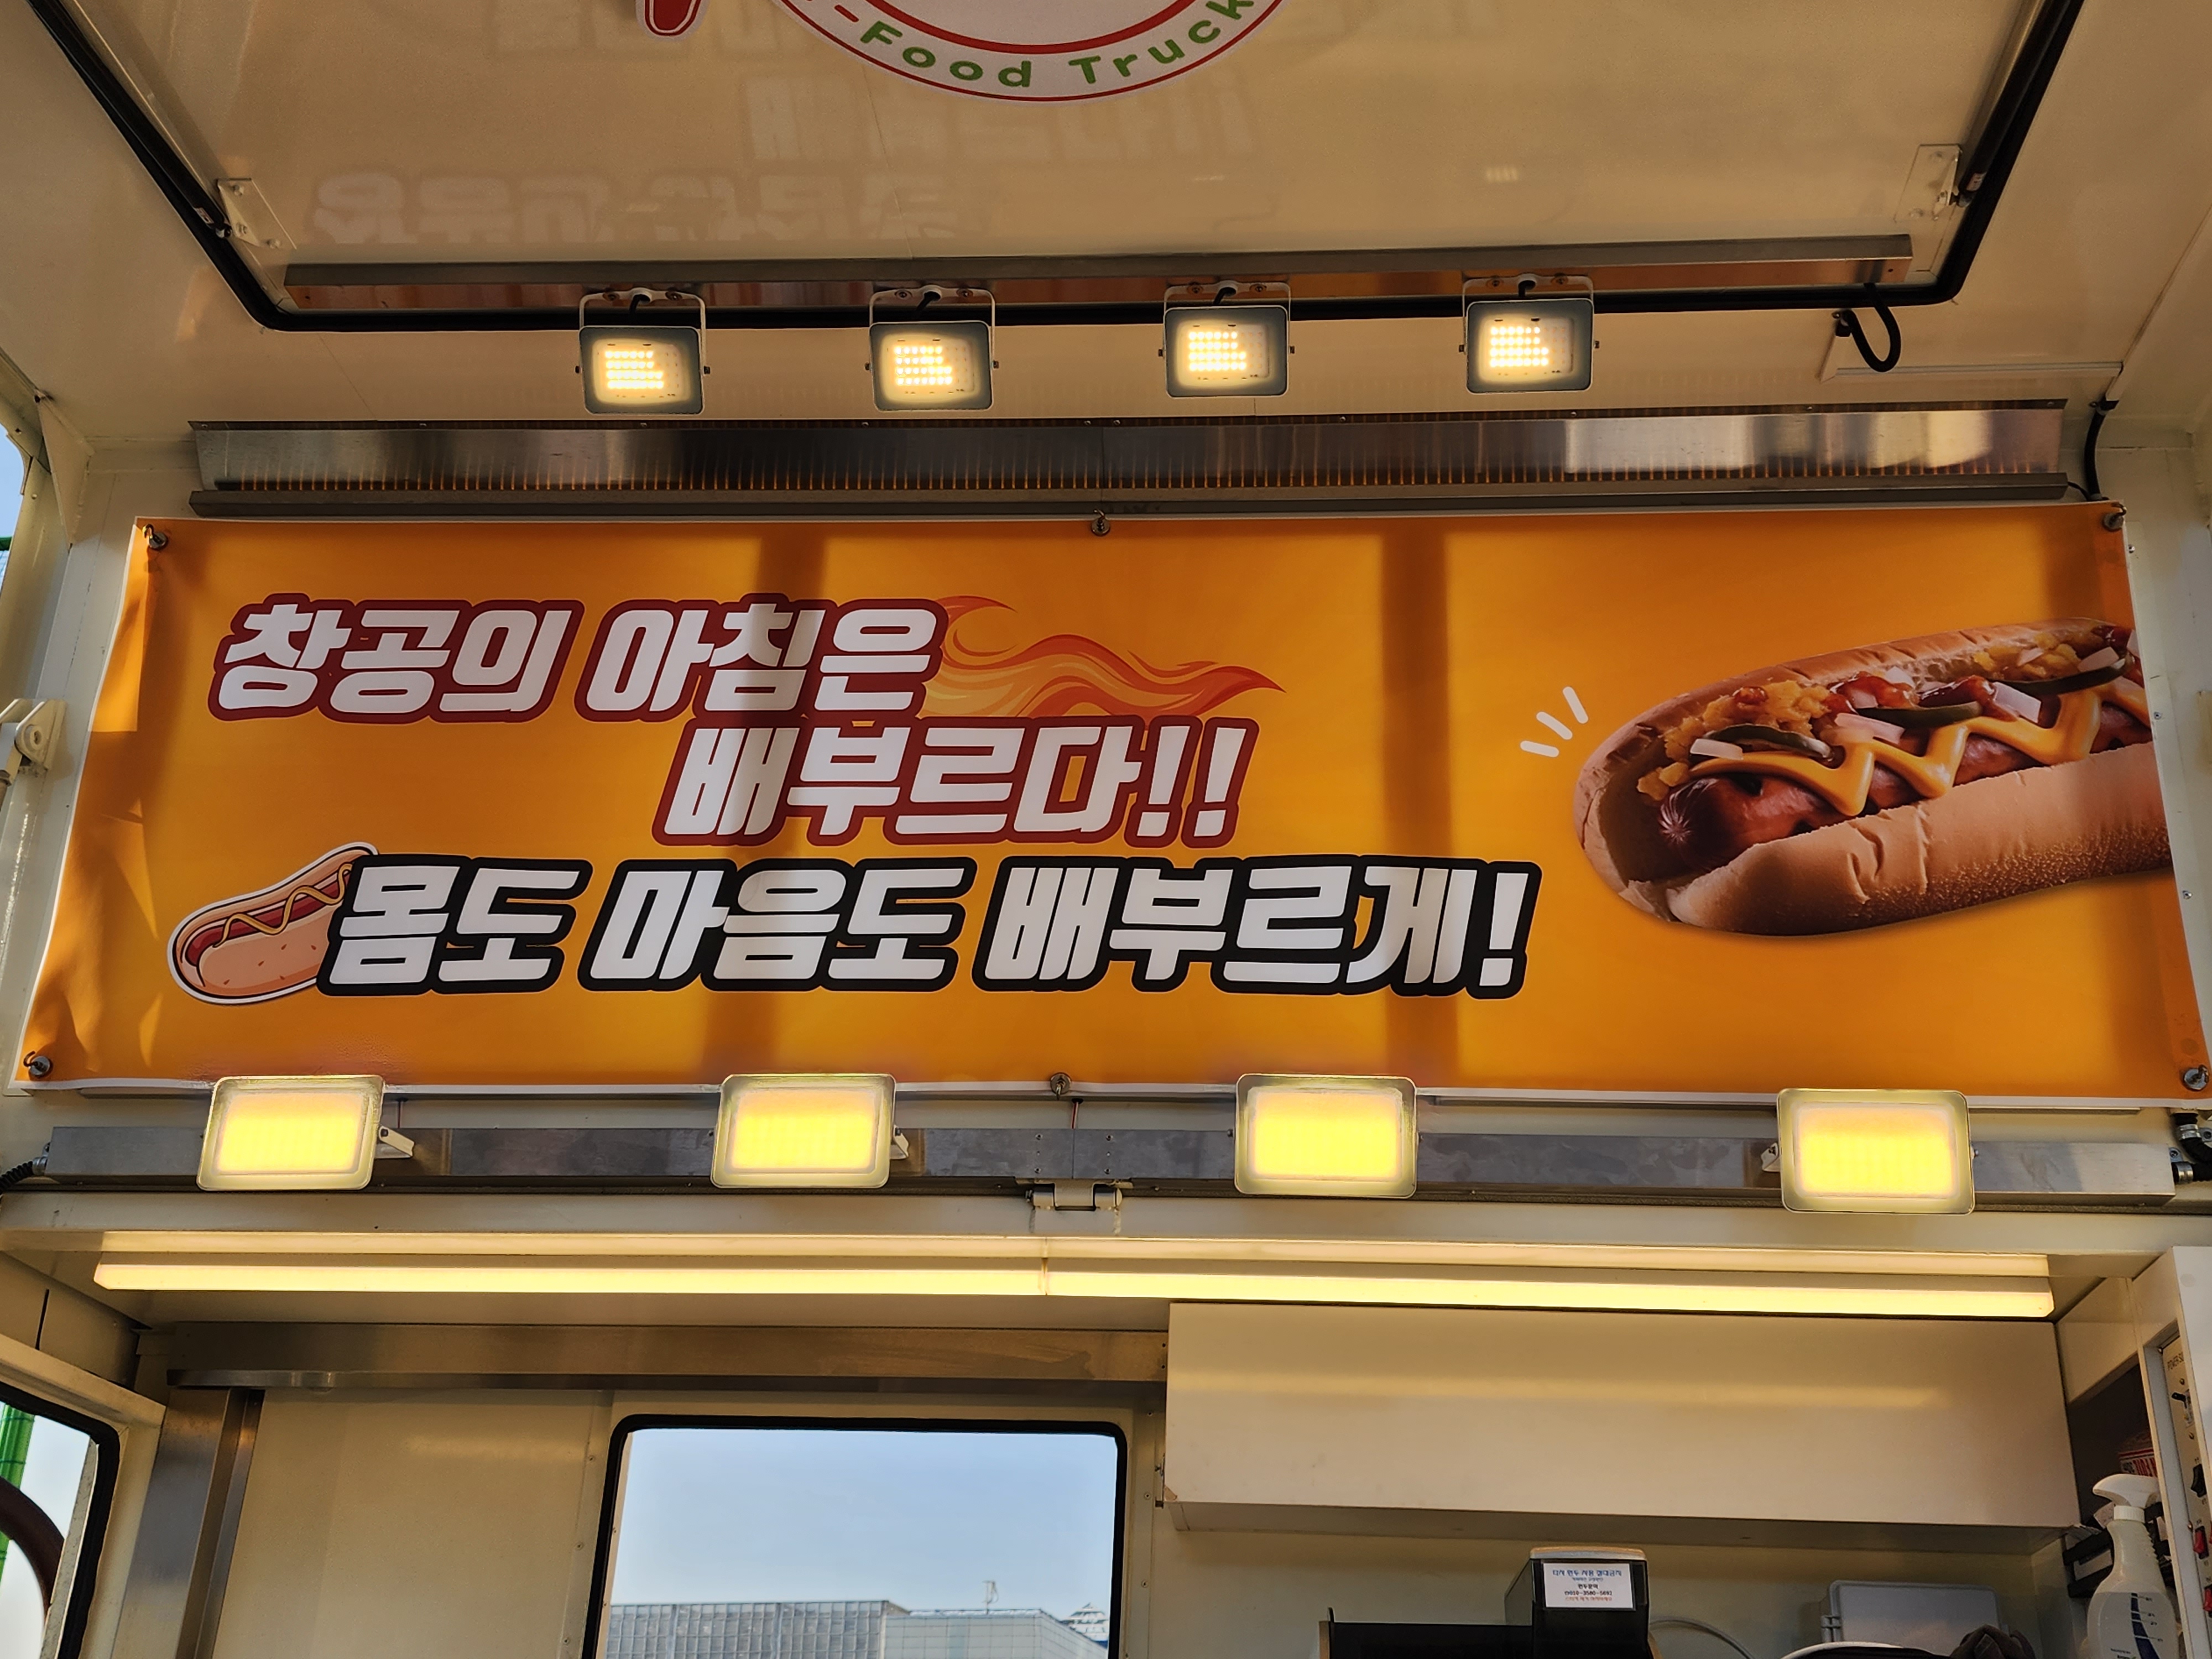 -Food Truck
창공의 아침은
배부르다!!
몸도 마음도 배부르게!